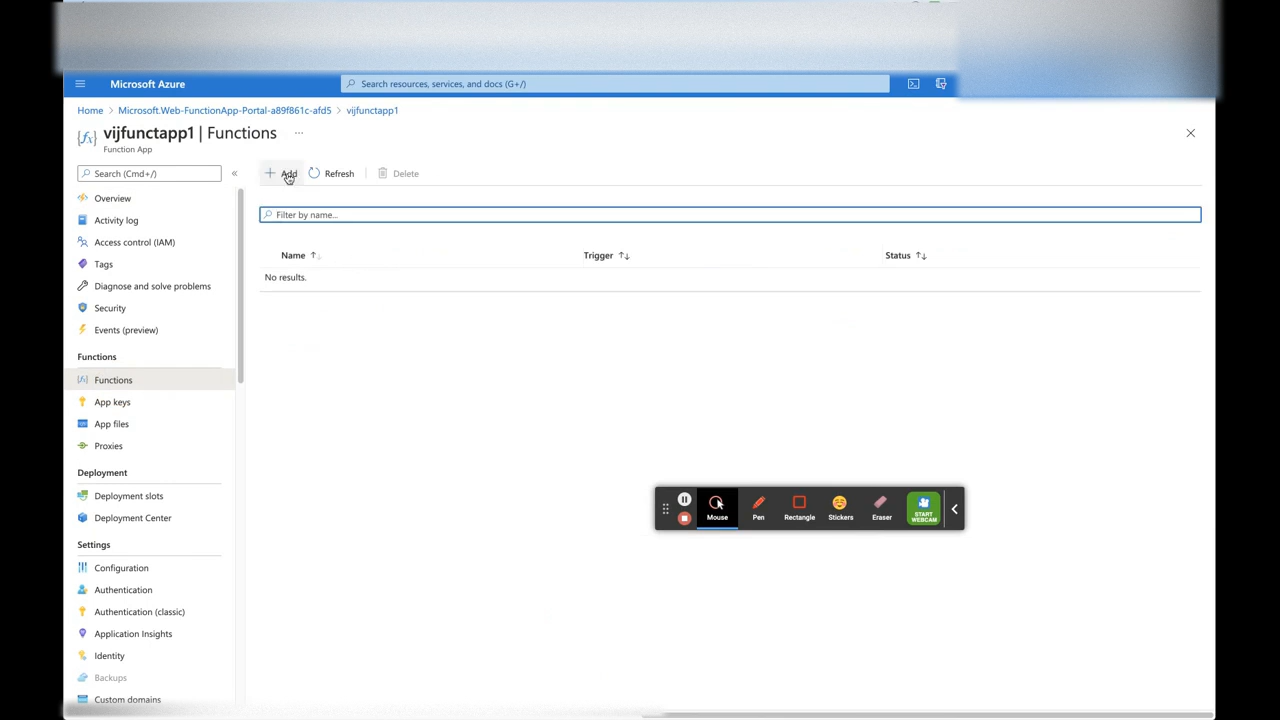 Microsoft Azure
Search resources, services, and docs (G+/)
Home > Microsoft.Web-FunctionApp-Portal-a89f861c-afd5 > vijfunctapp1
vijfunctapp1 | Functions ...
Function App
Search (Cmd+/)
«
Add
Refresh
Delete
Filter by name...
Name
Trigger
Status
No results.
Overview
Activity log
Access control (IAM)
Tags
Diagnose and solve problems
Security
Events (preview)
Functions
Functions
App keys
App files
Proxies
Deployment
Deployment slots
Deployment Center
Settings
Configuration
Authentication
Authentication (classic)
Application Insights
Identity
Backups
Custom domains
Mouse
Pen
Rectangle
Stickers
Eraser
START
WEBCAM